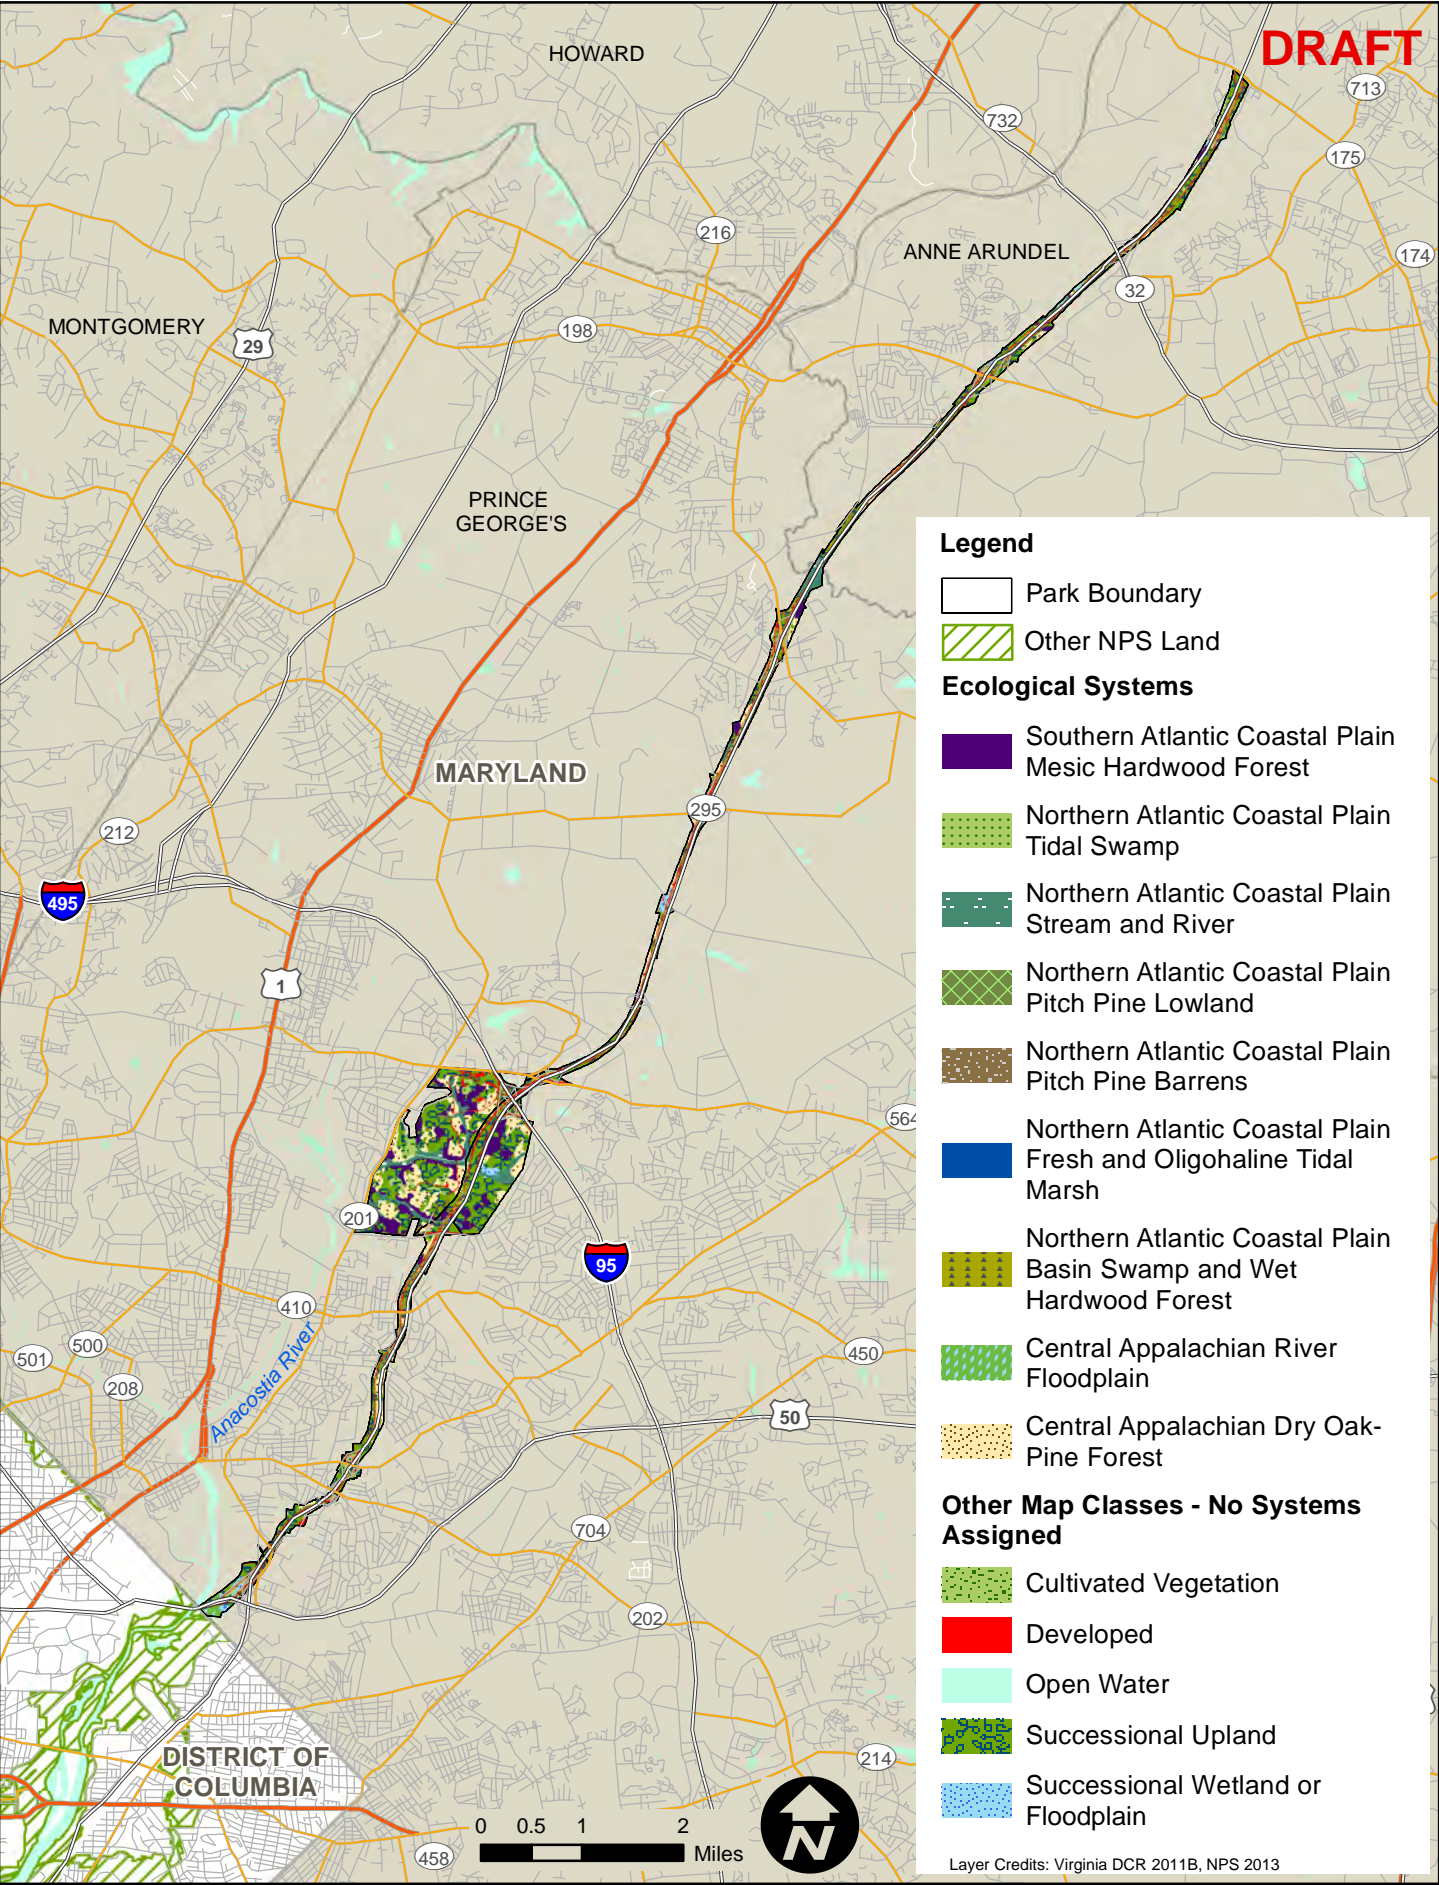 DRAFT
HOWARD
713
732
175
216
ANNE ARUNDEL
174
32
MONTGOMERY
198
29
PRINCE
GEORGE'S
MARYLAND
295
212
495
1
564
201
95
410
Anacostia River
500
501
450
208
50
704
202
DISTRICT OF
COLUMBIA
214
458
0 0.5 1 2
Miles
N
Legend
Park Boundary
Other NPS Land
Ecological Systems
Southern Atlantic Coastal Plain
Mesic Hardwood Forest
Northern Atlantic Coastal Plain
Tidal Swamp
Northern Atlantic Coastal Plain
Stream and River
Northern Atlantic Coastal Plain
Pitch Pine Lowland
Northern Atlantic Coastal Plain
Pitch Pine Barrens
Northern Atlantic Coastal Plain
Fresh and Oligohaline Tidal
Marsh
Northern Atlantic Coastal Plain
Basin Swamp and Wet
Hardwood Forest
Central Appalachian River
Floodplain
Central Appalachian Dry Oak-
Pine Forest
Other Map Classes - No Systems
Assigned
Cultivated Vegetation
Developed
Open Water
Successional Upland
Successional Wetland or
Floodplain
Layer Credits: Virginia DCR 2011B, NPS 2013